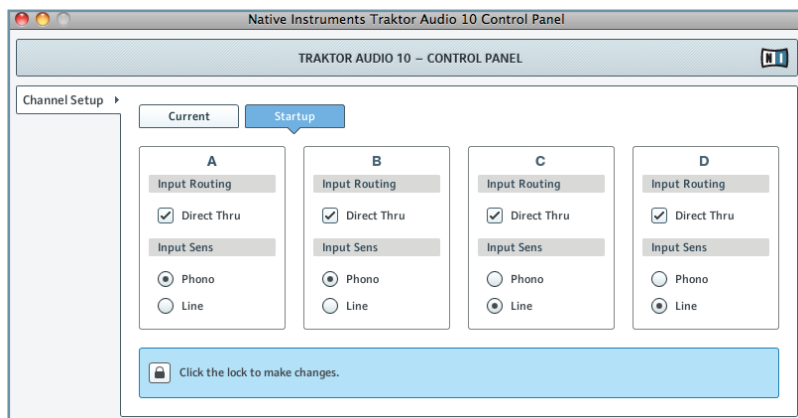 Native Instruments Traktor Audio 10 Control Panel
TRAKTOR AUDIO 10 – CONTROL PANEL
NI
Channel Setup
Current
Startup
A
Input Routing
Direct Thru
Input Sens
Phono
Line
B
Input Routing
Direct Thru
Input Sens
Phono
Line
C
Input Routing
Direct Thru
Input Sens
Phono
Line
D
Input Routing
Direct Thru
Input Sens
Phono
Line
Click the lock to make changes.